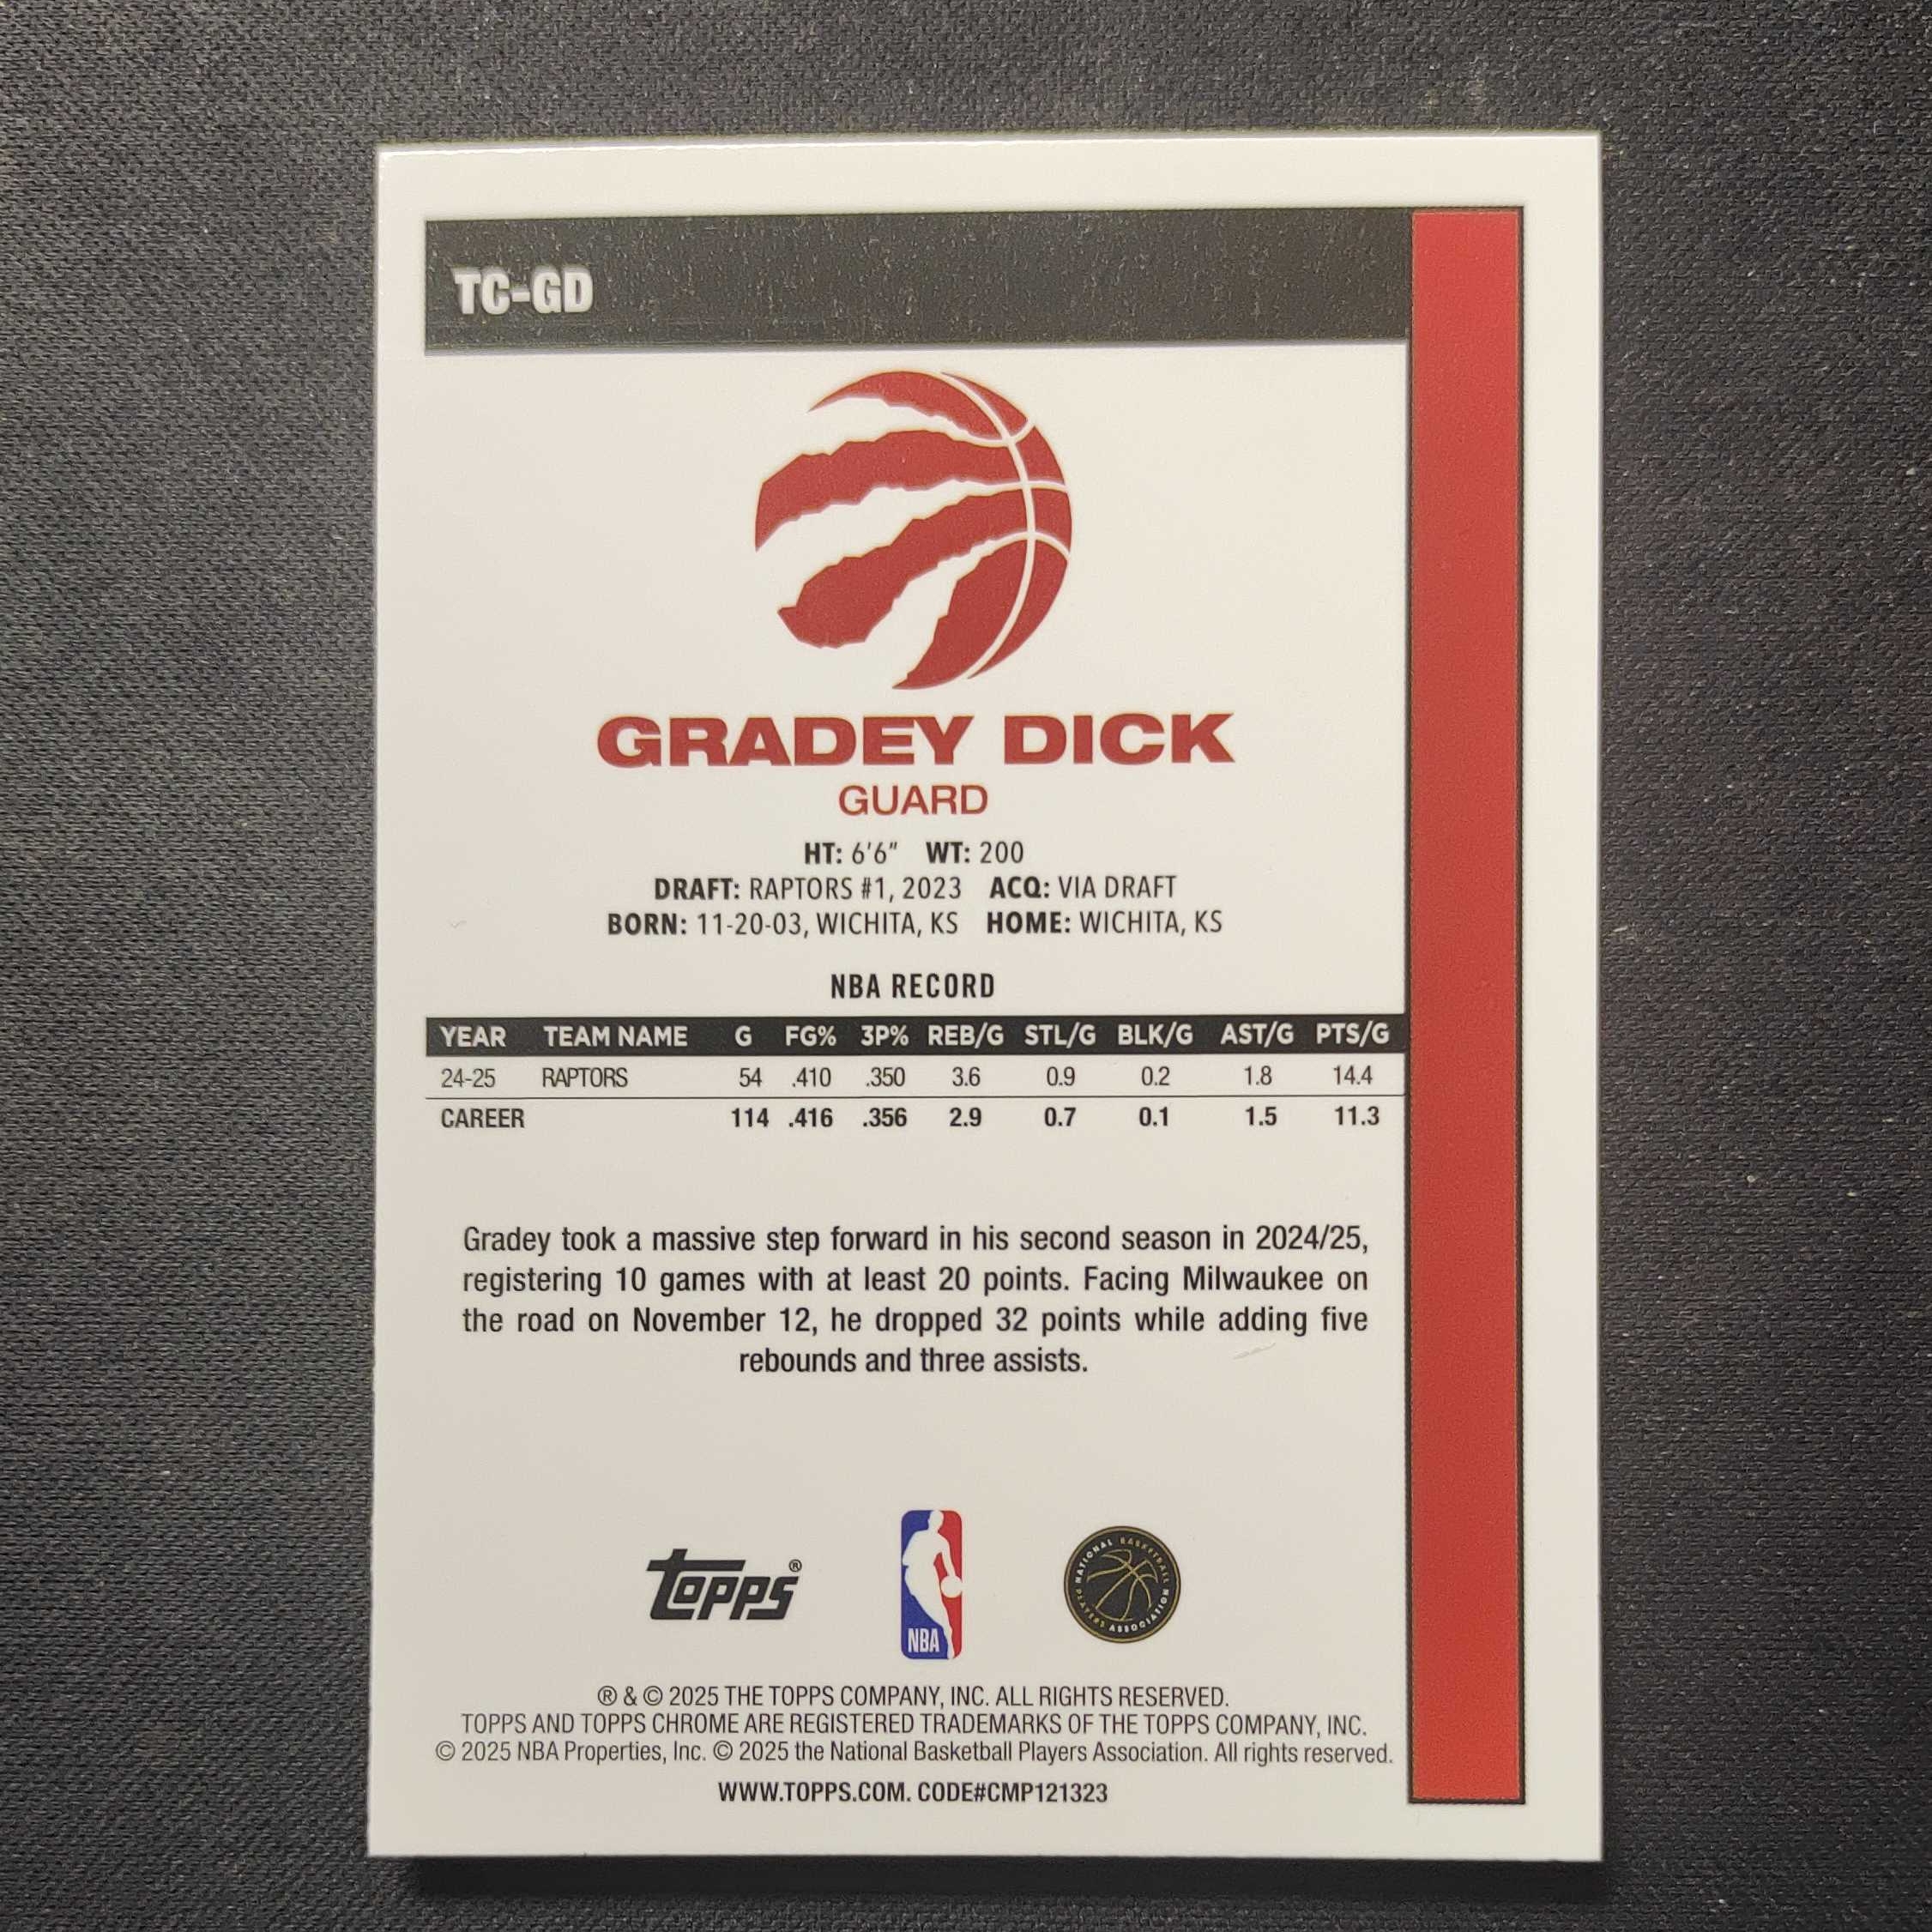 TC-GD
GRADEY DICK
GUARD
HT: 6'6" WT: 200
DRAFT: RAPTORS #1, 2023 ACQ: VIA DRAFT
BORN: 11-20-03, WICHITA, KS HOME: WICHITA, KS
NBA RECORD
YEAR TEAM NAME G FG% 3P% REB/G STL/G BLK/G AST/G PTS/G
24-25 RAPTORS 54 .410 .350 3.6 0.9 0.2 1.8 14.4
CAREER 114 .416 .356 2.9 0.7 0.1 1.5 11.3
Gradey took a massive step forward in his second season in 2024/25,
registering 10 games with at least 20 points. Facing Milwaukee on
the road on November 12, he dropped 32 points while adding five
rebounds and three assists.
Topps®
NBA
NATIONAL BASKETBALL PLAYERS ASSOCIATION
® & © 2025 THE TOPPS COMPANY, INC. ALL RIGHTS RESERVED.
TOPPS AND TOPPS CHROME ARE REGISTERED TRADEMARKS OF THE TOPPS COMPANY, INC.
© 2025 NBA Properties, Inc. © 2025 the National Basketball Players Association. All rights reserved.
WWW.TOPPS.COM. CODE#CMP121323